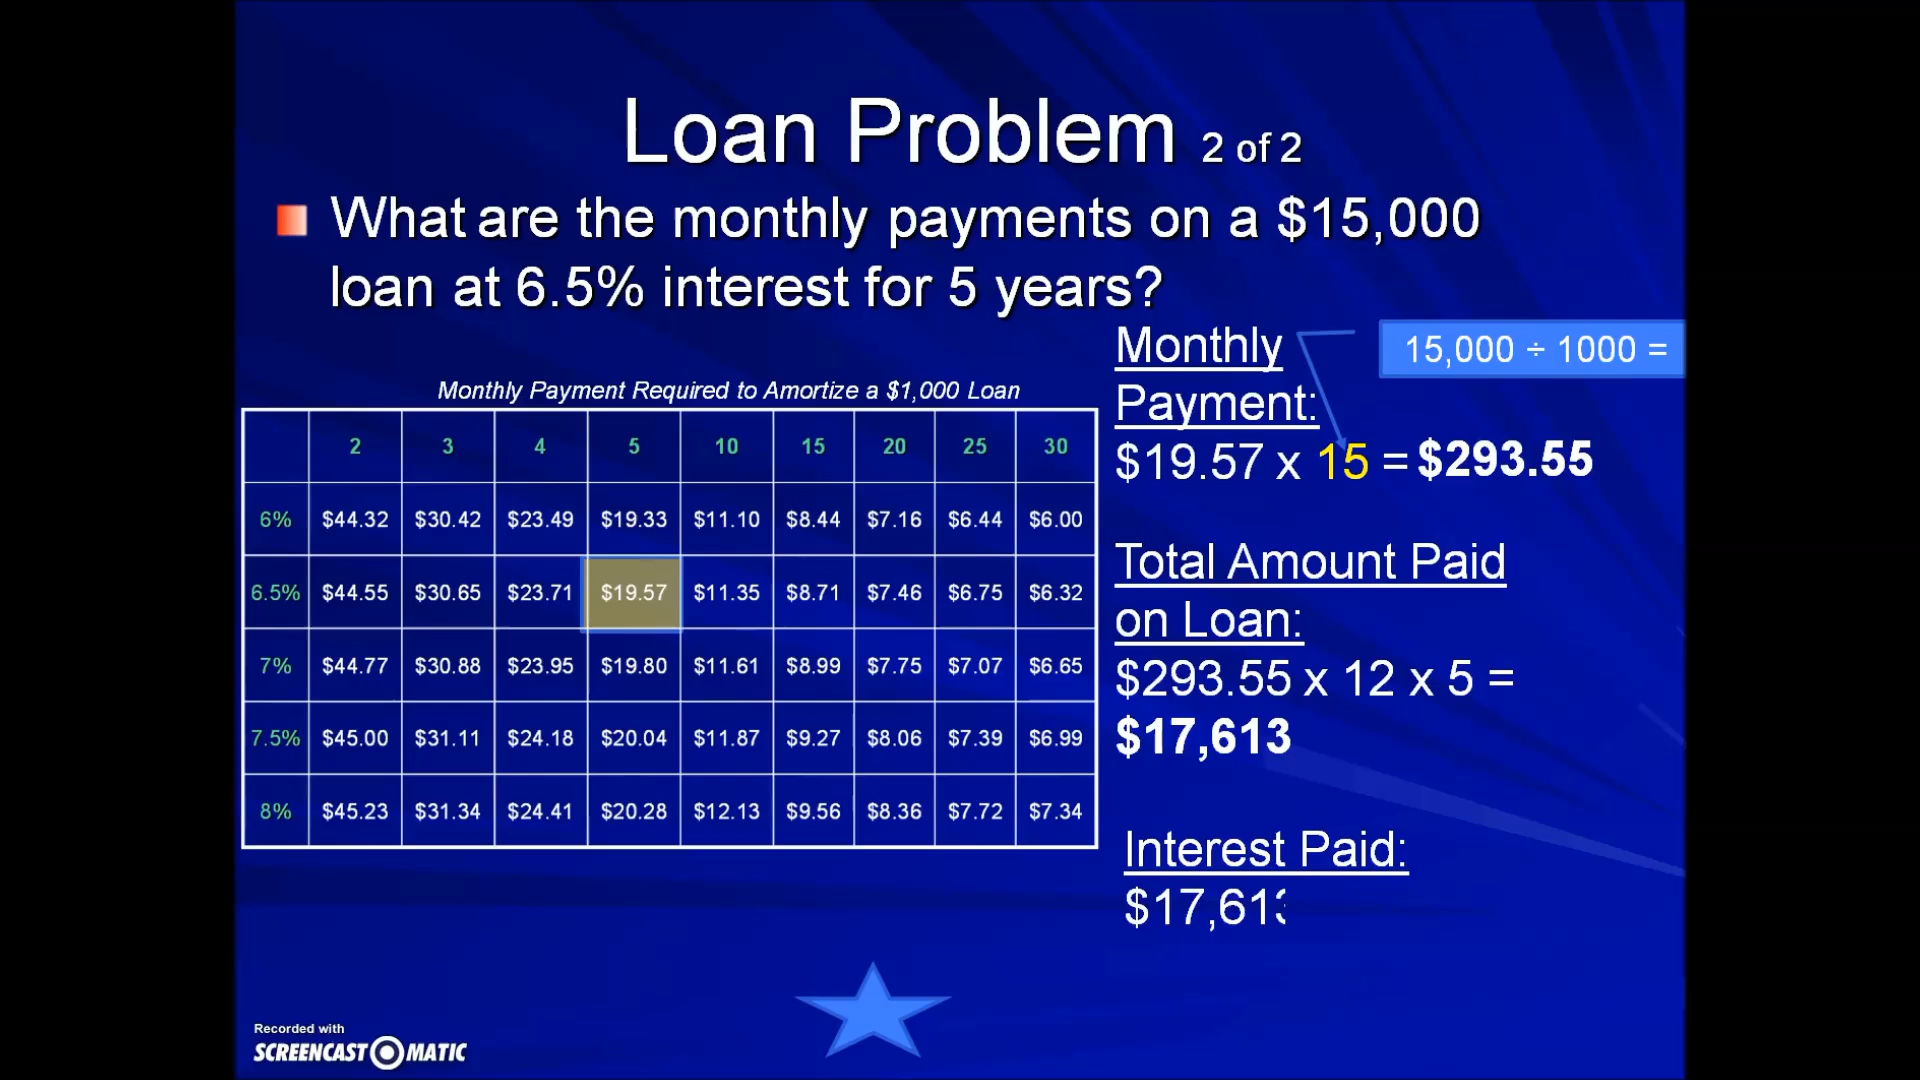 Loan Problem 2 of 2
What are the monthly payments on a $15,000
loan at 6.5% interest for 5 years?
Monthly
Payment:
$19.57 x 15 = $293.55
15,000 ÷ 1000 =
Monthly Payment Required to Amortize a $1,000 Loan
2 3 4 5 10 15 20 25 30
6% $44.32 $30.42 $23.49 $19.33 $11.10 $8.44 $7.16 $6.44 $6.00
6.5% $44.55 $30.65 $23.71 $19.57 $11.35 $8.71 $7.46 $6.75 $6.32
7% $44.77 $30.88 $23.95 $19.80 $11.61 $8.99 $7.75 $7.07 $6.65
7.5% $45.00 $31.11 $24.18 $20.04 $11.87 $9.27 $8.06 $7.39 $6.99
8% $45.23 $31.34 $24.41 $20.28 $12.13 $9.56 $8.36 $7.72 $7.34
Total Amount Paid
on Loan:
$293.55 x 12 x 5 =
$17,613
Interest Paid:
$17,613
Recorded with
SCREENCAST MATIC